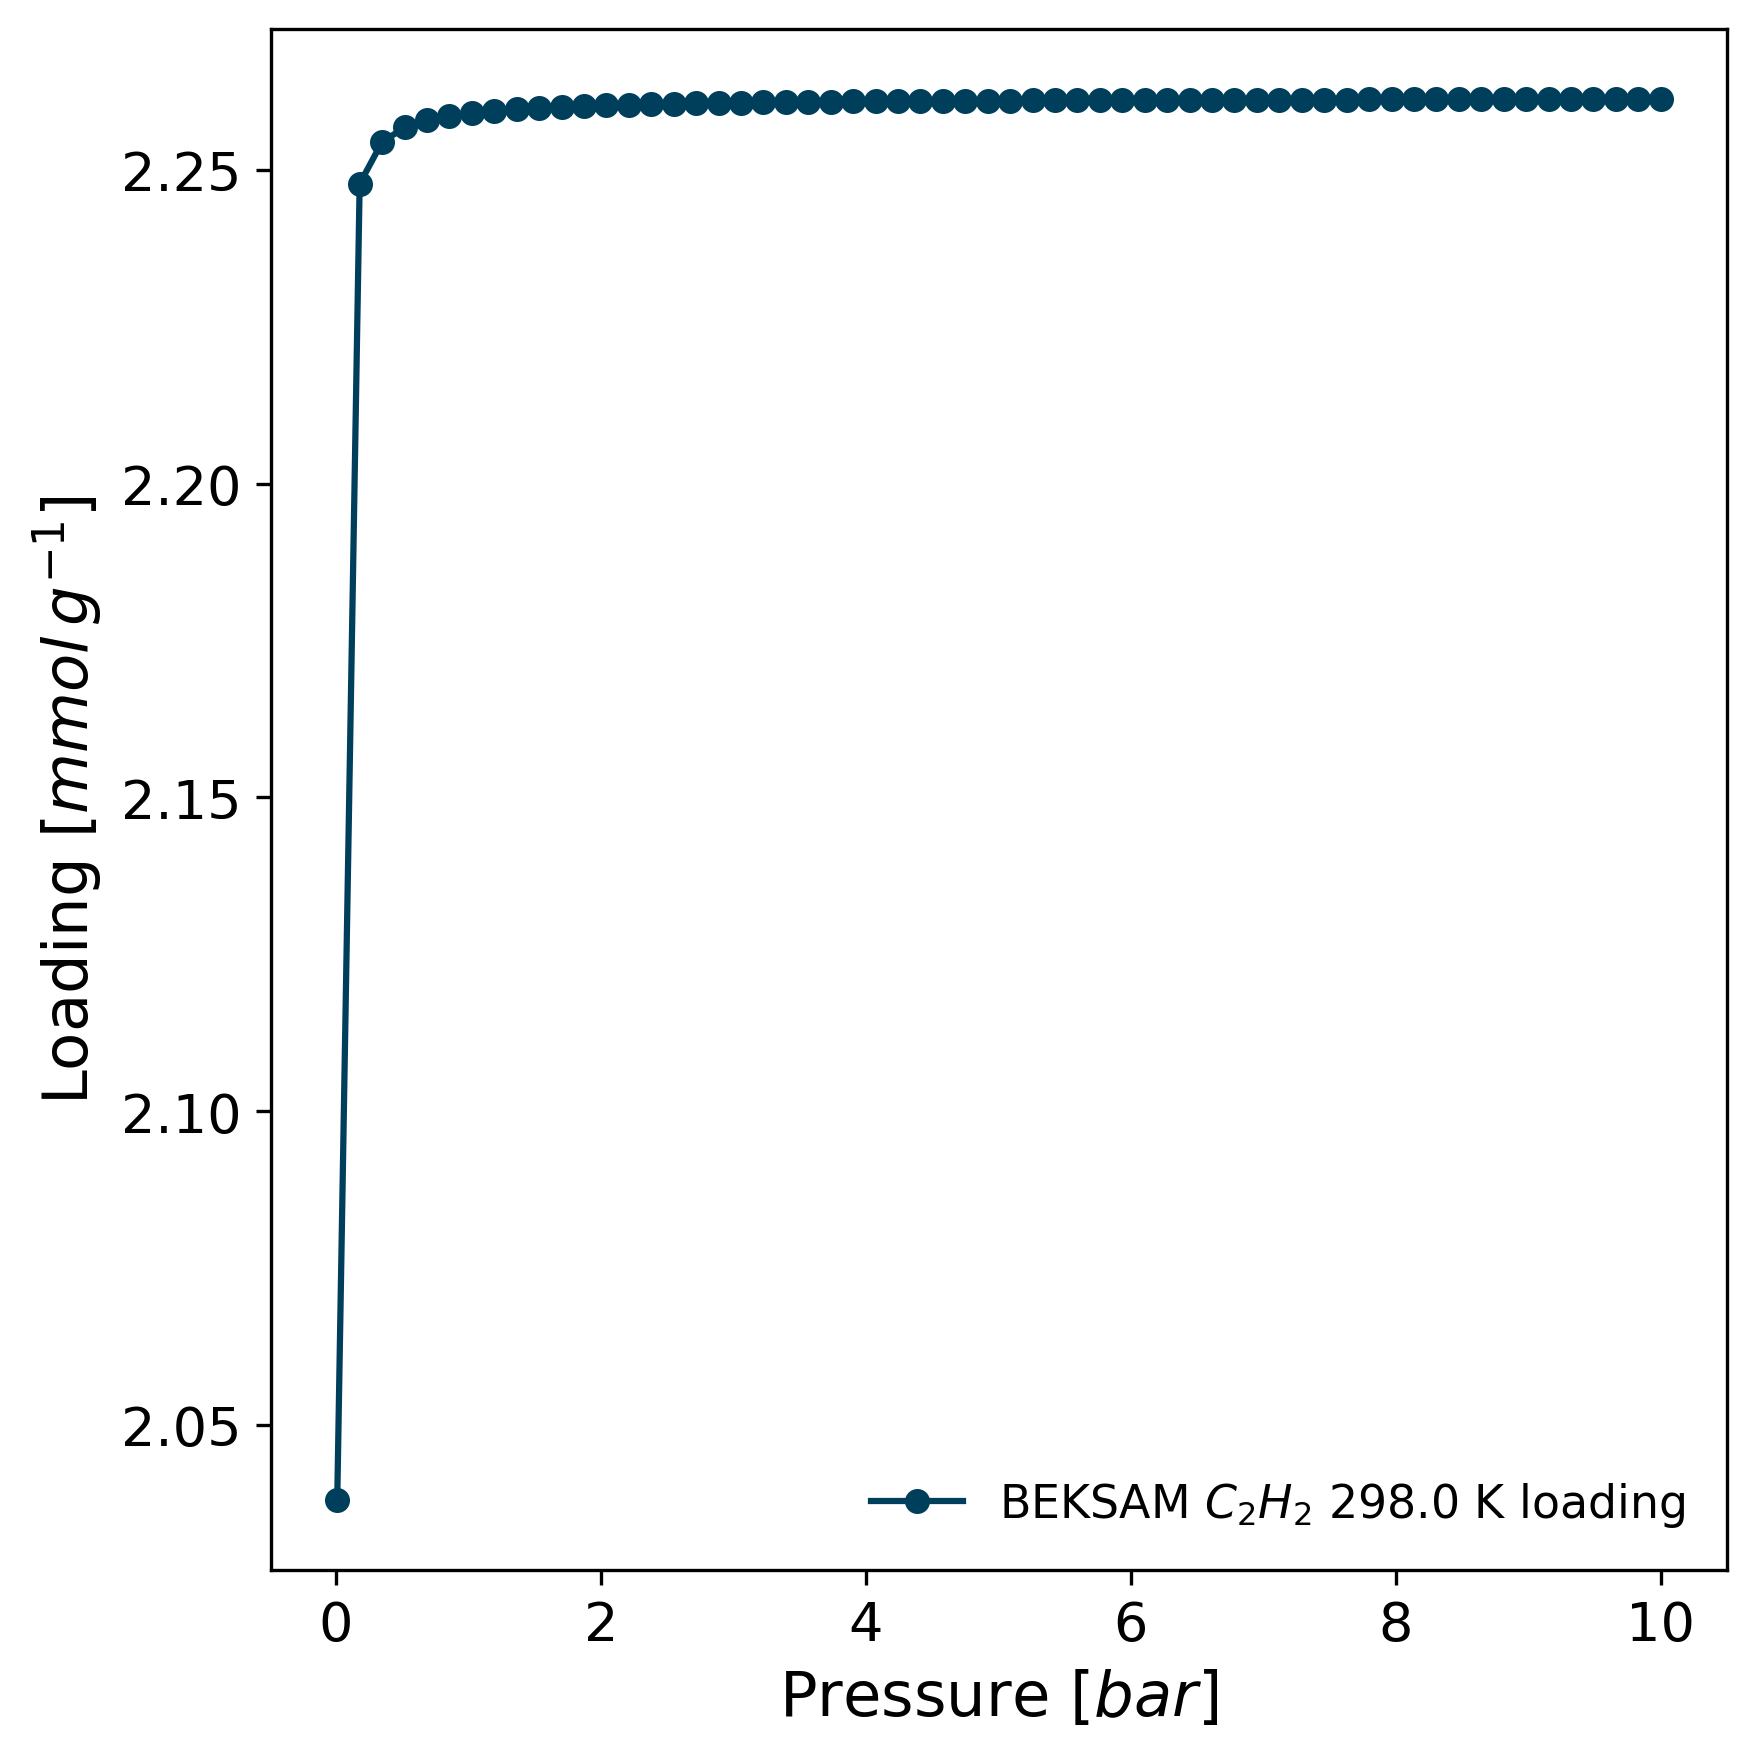 Loading [mmol g⁻¹]
2.25
2.20
2.15
2.10
2.05
BEKSAM C₂H₂ 298.0 K loading
0 2 4 6 8 10
Pressure [bar]